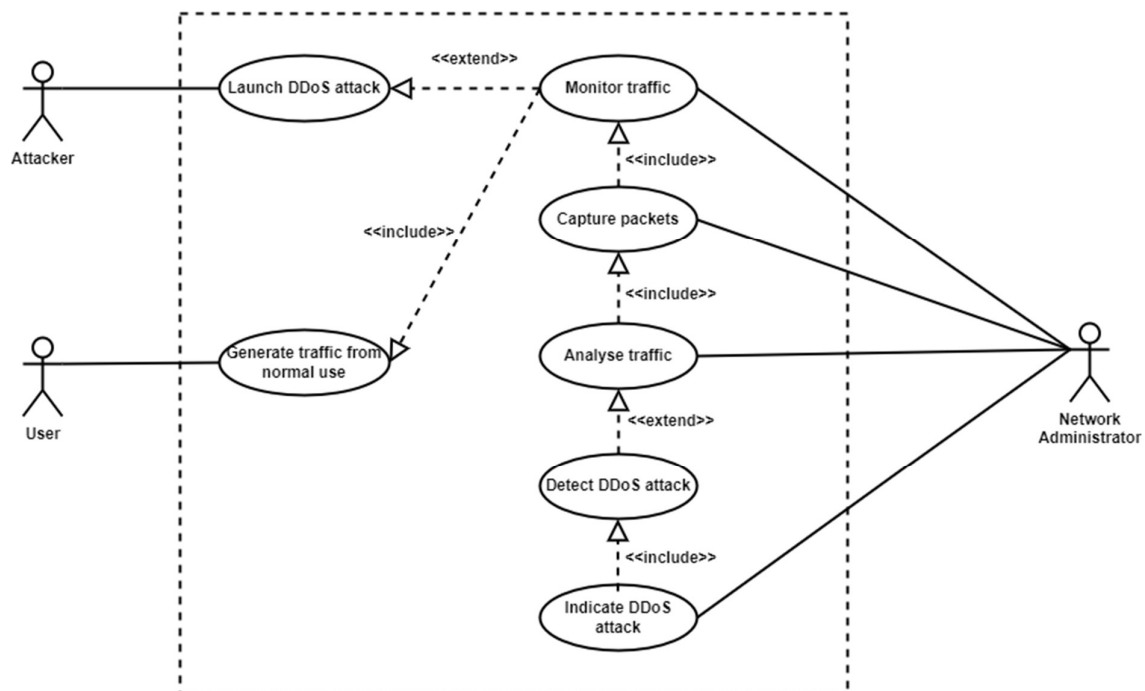 <<extend>>
Launch DDoS attack
Monitor traffic
Attacker
<<include>>
Capture packets
<<include>>
<<include>>
Generate traffic from
normal use
Analyse traffic
User
<<extend>>
Network
Administrator
Detect DDoS attack
<<include>>
Indicate DDoS
attack